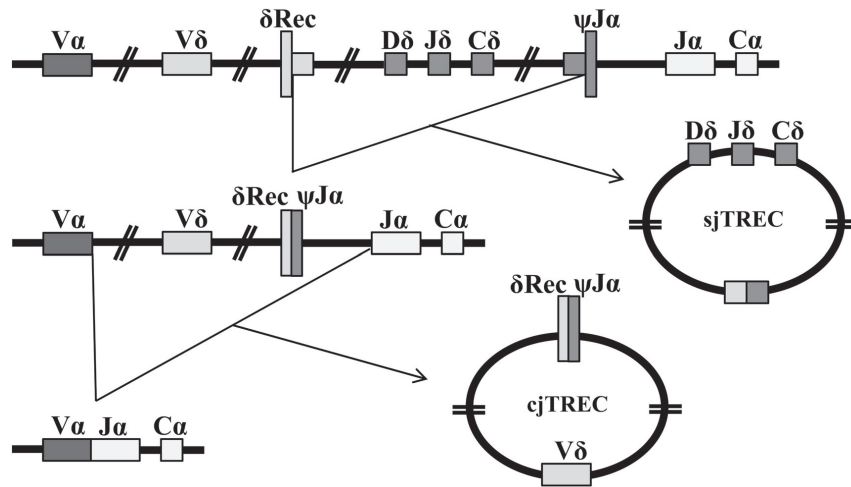 Vα Vδ δRec Dδ Jδ Cδ ψJα Jα Cα
Dδ Jδ Cδ
sjTREC
Vα Vδ δRec ψJα Jα Cα
δRec ψJα
cjTREC
Vδ
Vα Jα Cα